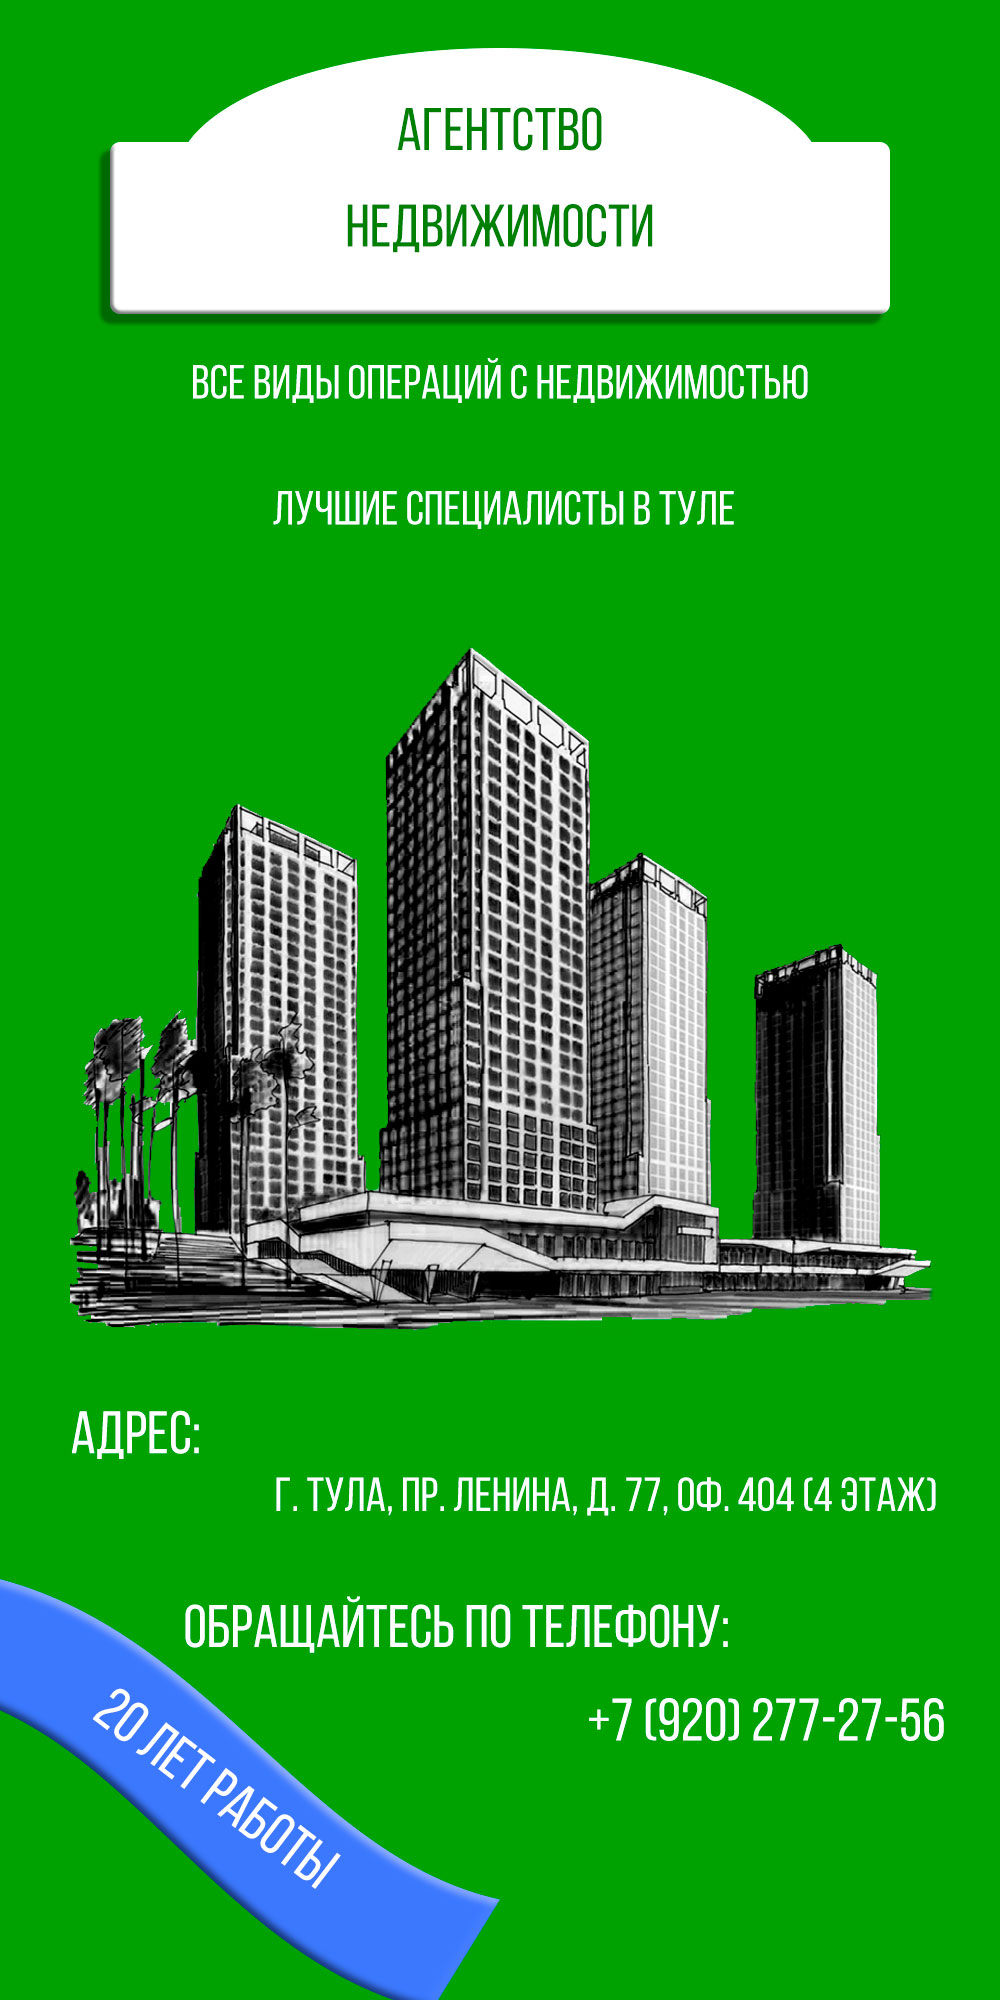 АГЕНТСТВО
НЕДВИЖИМОСТИ
ВСЕ ВИДЫ ОПЕРАЦИЙ С НЕДВИЖИМОСТЬЮ
ЛУЧШИЕ СПЕЦИАЛИСТЫ В ТУЛЕ
АДРЕС:
Г. ТУЛА, ПР. ЛЕНИНА, Д. 77, ОФ. 404 (4 ЭТАЖ)
ОБРАЩАЙТЕСЬ ПО ТЕЛЕФОНУ:
+7 (920) 277-27-56
20 ЛЕТ РАБОТЫ